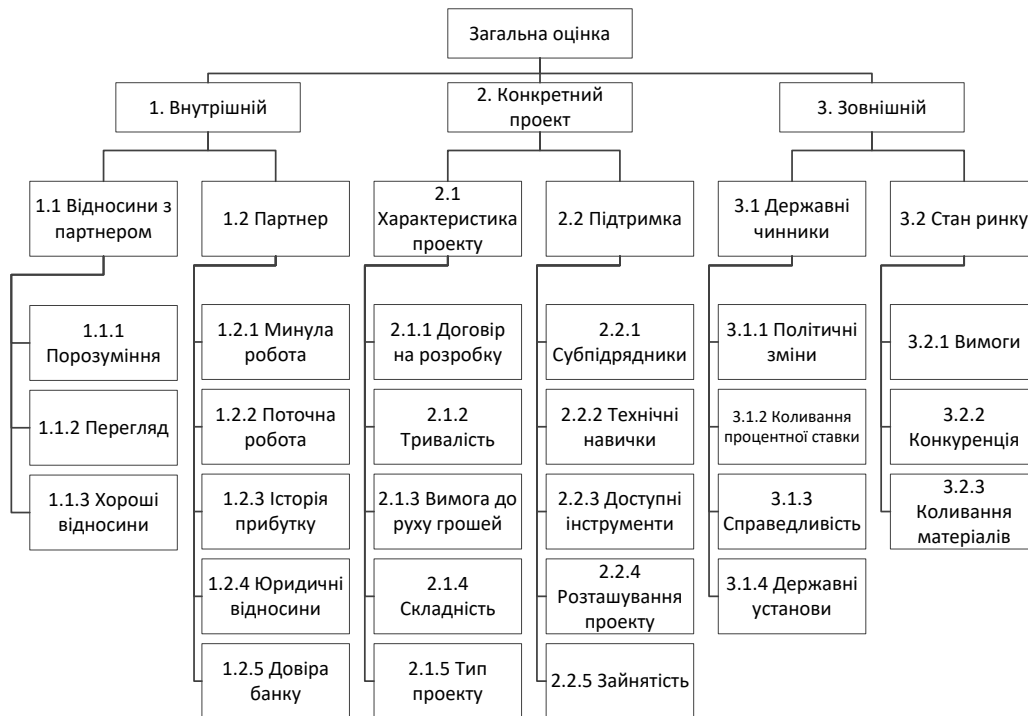 Загальна оцінка
1. Внутрішній
2. Конкретний
проект
3. Зовнішній
1.1 Відносини з
партнером
1.2 Партнер
2.1
Характеристика
проекту
2.2 Підтримка
3.1 Державні
чинники
3.2 Стан ринку
1.1.1
Порозуміння
1.2.1 Минула
робота
2.1.1 Договір
на розробку
2.2.1
Субпідрядники
3.1.1 Політичні
зміни
3.2.1 Вимоги
1.1.2 Перегляд
1.2.2 Поточна
робота
2.1.2
Тривалість
2.2.2 Технічні
навички
3.1.2 Коливання
процентної ставки
3.2.2
Конкуренція
1.1.3 Хороші
відносини
1.2.3 Історія
прибутку
2.1.3 Вимога до
руху грошей
2.2.3 Доступні
інструменти
3.1.3
Справедливість
3.2.3
Коливання
матеріалів
1.2.4 Юридичні
відносини
2.1.4
Складність
2.2.4
Розташування
проекту
3.1.4 Державні
установи
1.2.5 Довіра
банку
2.1.5 Тип
проекту
2.2.5 Зайнятість